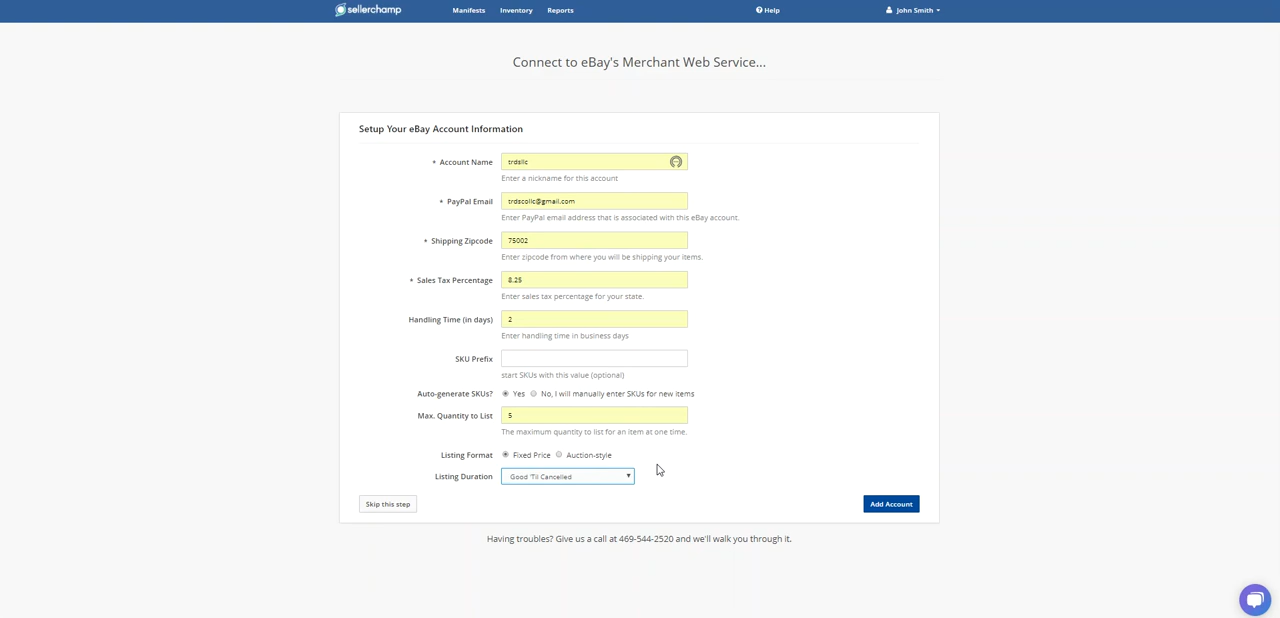 sellerchamp Manifests Inventory Reports Help John Smith
Connect to eBay's Merchant Web Service...
Setup Your eBay Account Information
* Account Name trdsllc
Enter a nickname for this account
* PayPal Email trdscollc@gmail.com
Enter PayPal email address that is associated with this eBay account.
* Shipping Zipcode 75002
Enter zipcode from where you will be shipping your items.
* Sales Tax Percentage 8.25
Enter sales tax percentage for your state.
Handling Time (in days) 2
Enter handling time in business days
SKU Prefix
start SKUs with this value (optional)
Auto-generate SKUs? Yes No, I will manually enter SKUs for new items
Max. Quantity to List 5
The maximum quantity to list for an item at one time.
Listing Format Fixed Price Auction-style
Listing Duration Good 'Til Cancelled
Skip this step Add Account
Having troubles? Give us a call at 469-544-2520 and we'll walk you through it.